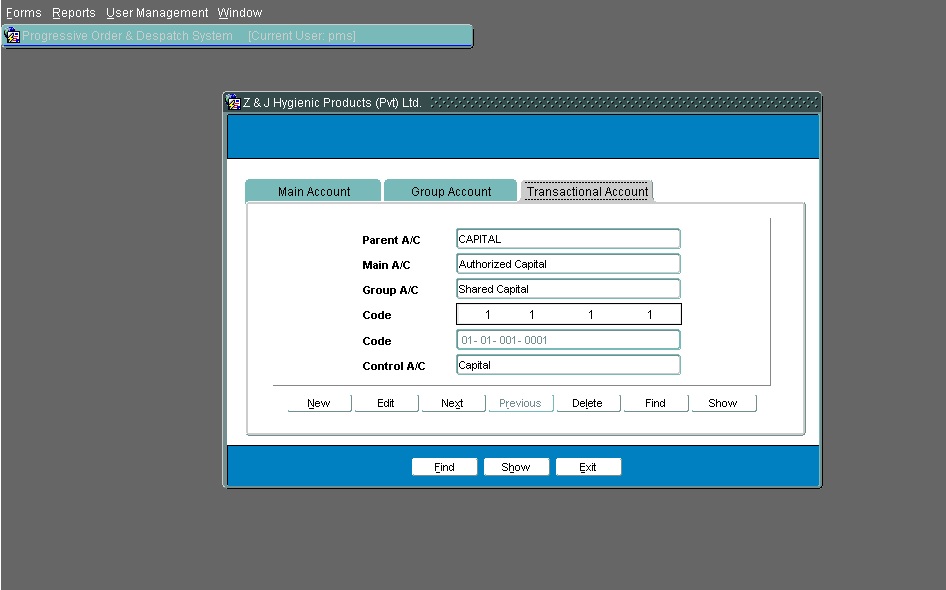 Forms Reports User Management Window
Progressive Order & Despatch System [Current User: pms]
Z & J Hygienic Products (Pvt) Ltd.
Main Account Group Account Transactional Account
Parent A/C CAPITAL
Main A/C Authorized Capital
Group A/C Shared Capital
Code 1 1 1 1
Code 01- 01- 001- 0001
Control A/C Capital
New Edit Next Previous Delete Find Show
Find Show Exit